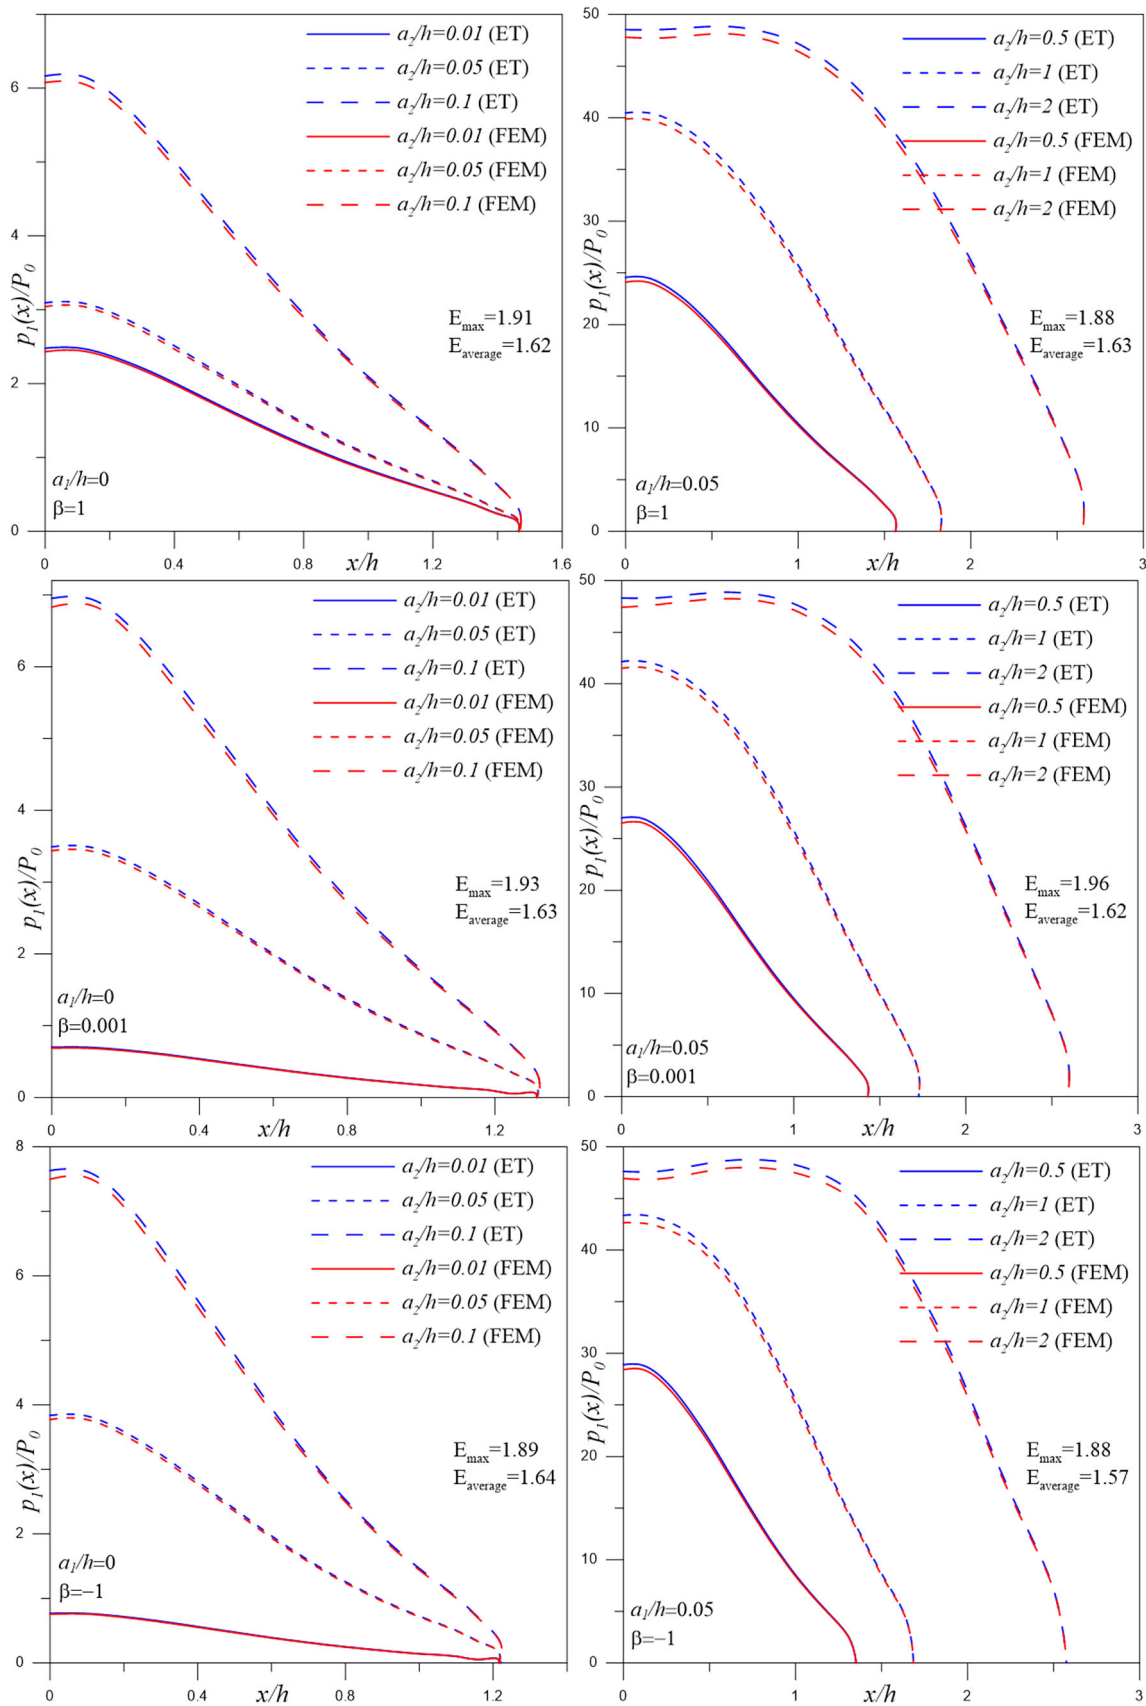 a2/h=0.01 (ET)
a2/h=0.05 (ET)
a2/h=0.1 (ET)
a2/h=0.01 (FEM)
a2/h=0.05 (FEM)
a2/h=0.1 (FEM)
6
4
2
0
p1(x)/P0
Emax=1.91
Eaverage=1.62
a1/h=0
β=1
0 0.4 0.8 1.2 1.6
x/h
a2/h=0.5 (ET)
a2/h=1 (ET)
a2/h=2 (ET)
a2/h=0.5 (FEM)
a2/h=1 (FEM)
a2/h=2 (FEM)
50
40
30
20
10
0
p1(x)/P0
Emax=1.88
Eaverage=1.63
a1/h=0.05
β=1
0 1 2 3
x/h
a2/h=0.01 (ET)
a2/h=0.05 (ET)
a2/h=0.1 (ET)
a2/h=0.01 (FEM)
a2/h=0.05 (FEM)
a2/h=0.1 (FEM)
6
4
2
0
p1(x)/P0
Emax=1.93
Eaverage=1.63
a1/h=0
β=0.001
0 0.4 0.8 1.2
x/h
a2/h=0.5 (ET)
a2/h=1 (ET)
a2/h=2 (ET)
a2/h=0.5 (FEM)
a2/h=1 (FEM)
a2/h=2 (FEM)
50
40
30
20
10
0
p1(x)/P0
Emax=1.96
Eaverage=1.62
a1/h=0.05
β=0.001
0 1 2 3
x/h
a2/h=0.01 (ET)
a2/h=0.05 (ET)
a2/h=0.1 (ET)
a2/h=0.01 (FEM)
a2/h=0.05 (FEM)
a2/h=0.1 (FEM)
8
6
4
2
0
p1(x)/P0
Emax=1.89
Eaverage=1.64
a1/h=0
β=−1
0 0.4 0.8 1.2
x/h
a2/h=0.5 (ET)
a2/h=1 (ET)
a2/h=2 (ET)
a2/h=0.5 (FEM)
a2/h=1 (FEM)
a2/h=2 (FEM)
50
40
30
20
10
0
p1(x)/P0
Emax=1.88
Eaverage=1.57
a1/h=0.05
β=−1
0 1 2 3
x/h